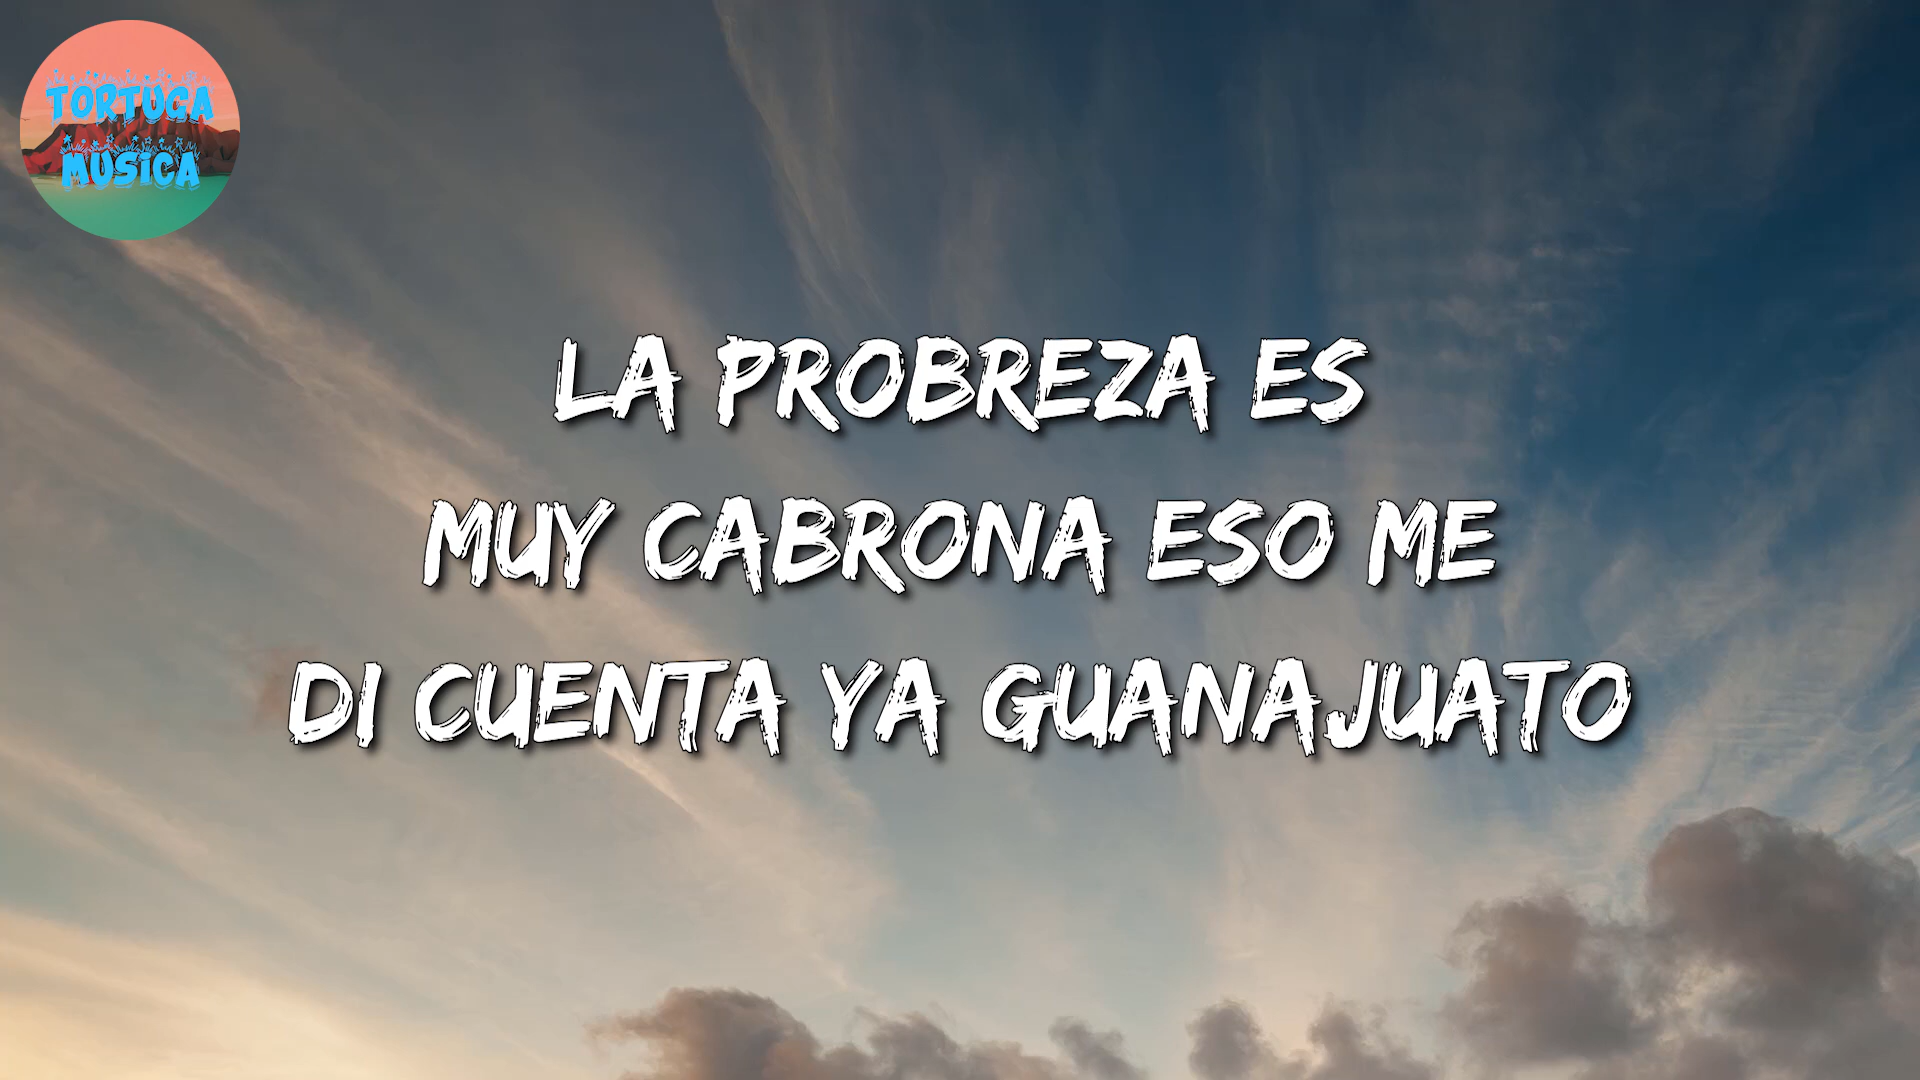 TORTUGA
MUSICA
LA PROBREZA ES
MUY CABRONA ESO ME
DI CUENTA YA GUANAJUATO